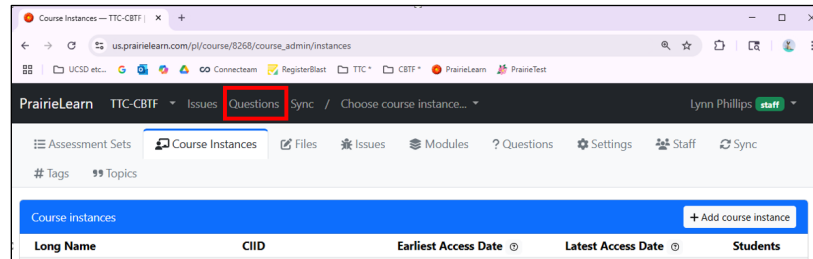 Course Instances — TTC-CBTF |
us.prairielearn.com/pl/course/8268/course_admin/instances
UCSD etc... Connecteam RegisterBlast TTC * CBTF * PrairieLearn PrairieTest
PrairieLearn TTC-CBTF Issues Questions Sync / Choose course instance... Lynn Phillips staff
Assessment Sets Course Instances Files Issues Modules ? Questions Settings Staff Sync
# Tags Topics
Course instances + Add course instance
Long Name CIID Earliest Access Date Latest Access Date Students